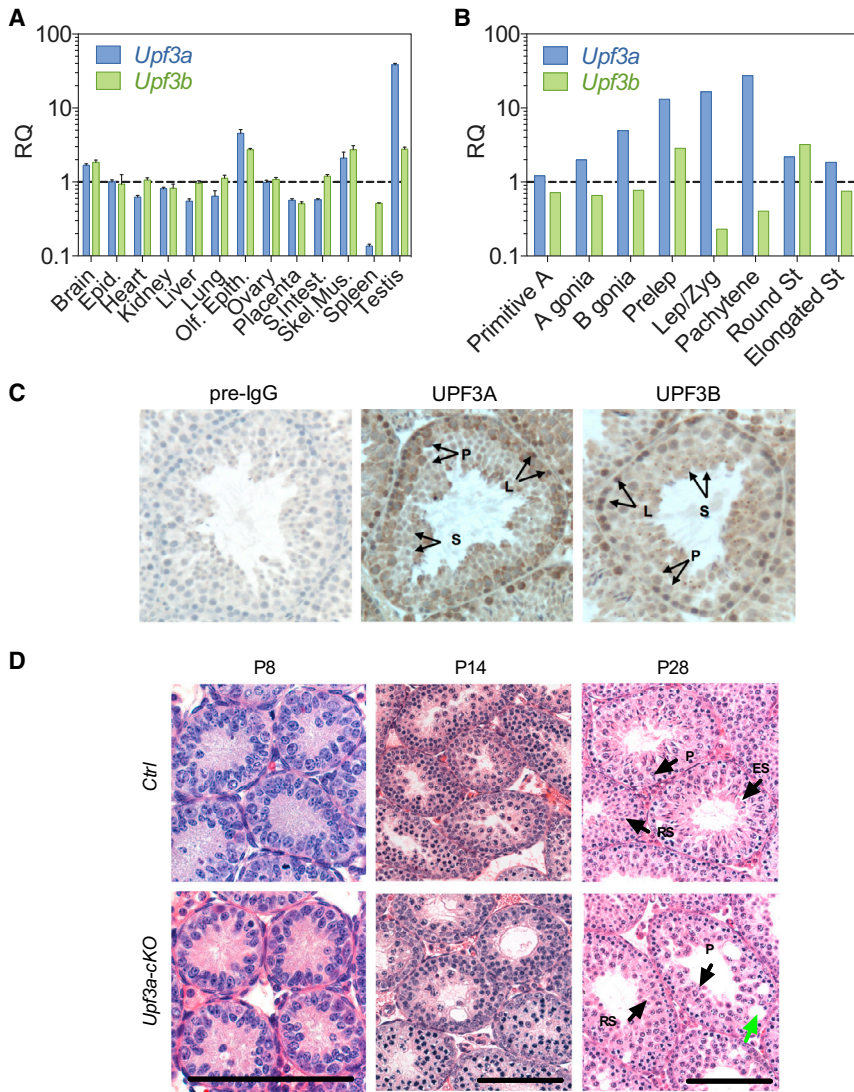 A
RQ
100
10
1
0.1
Upf3a
Upf3b
Brain
Epid.
Heart
Kidney
Liver
Lung
Olf. Epith.
Ovary
Placenta
S.Intest.
Skel.Mus.
Spleen
Testis
B
RQ
100
10
1
0.1
Upf3a
Upf3b
Primitive A
A gonia
B gonia
Prelep
Lep/Zyg
Pachytene
Round St
Elongated St
C
pre-IgG
UPF3A
UPF3B
P
L
S
L
S
P
D
P8
P14
P28
Ctrl
P
ES
RS
Upf3a-cKO
P
RS